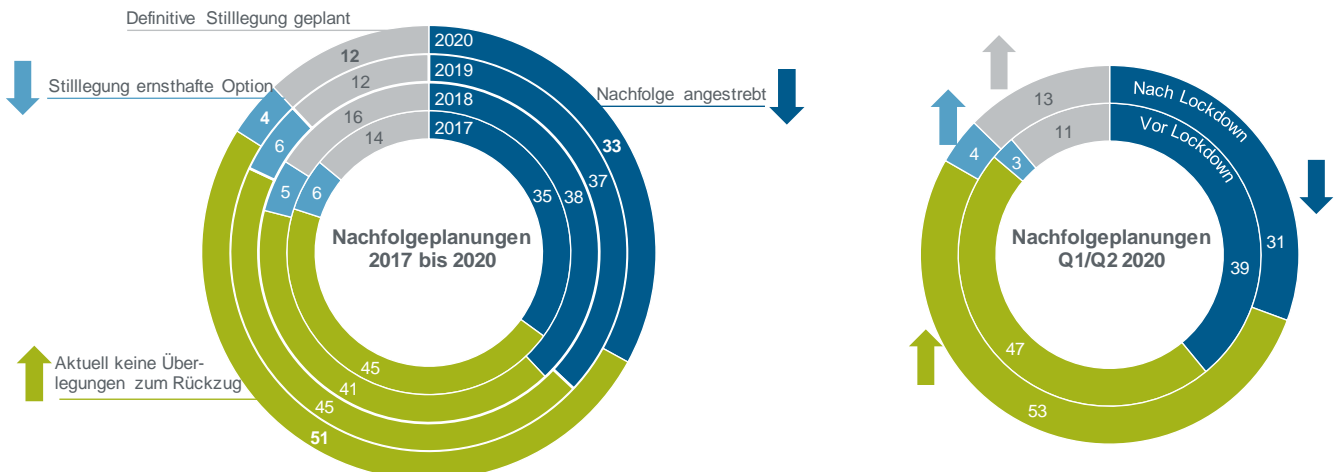 Definitive Stilllegung geplant
Stilllegung ernsthafte Option
Nachfolge angestrebt
Aktuell keine Über-
legungen zum Rückzug
2020
2019
2018
2017
12
12
16
14
4
6
5
6
33
37
38
35
45
41
45
51
Nachfolgeplanungen
2017 bis 2020
Nach Lockdown
Vor Lockdown
13
11
4
3
31
39
47
53
Nachfolgeplanungen
Q1/Q2 2020